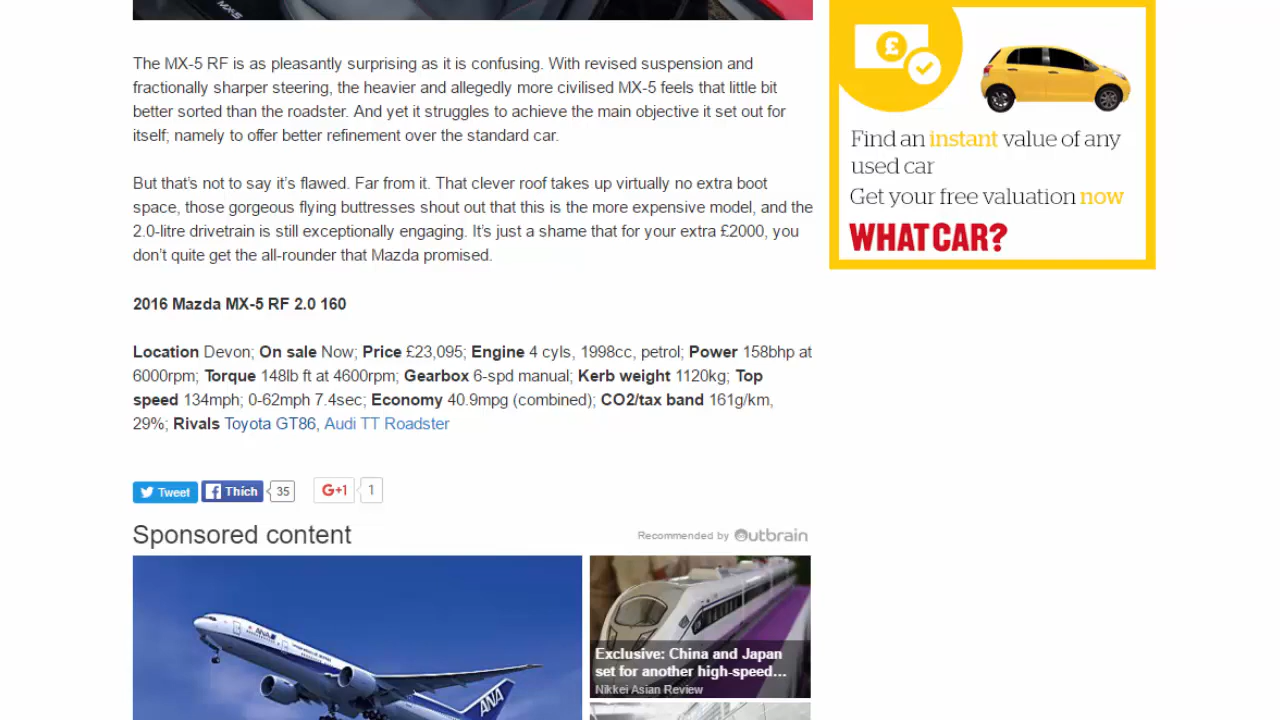 MX-5
The MX-5 RF is as pleasantly surprising as it is confusing. With revised suspension and
fractionally sharper steering, the heavier and allegedly more civilised MX-5 feels that little bit
better sorted than the roadster. And yet it struggles to achieve the main objective it set out for
itself; namely to offer better refinement over the standard car.
But that’s not to say it’s flawed. Far from it. That clever roof takes up virtually no extra boot
space, those gorgeous flying buttresses shout out that this is the more expensive model, and the
2.0-litre drivetrain is still exceptionally engaging. It’s just a shame that for your extra £2000, you
don’t quite get the all-rounder that Mazda promised.
2016 Mazda MX-5 RF 2.0 160
Location Devon; On sale Now; Price £23,095; Engine 4 cyls, 1998cc, petrol; Power 158bhp at
6000rpm; Torque 148lb ft at 4600rpm; Gearbox 6-spd manual; Kerb weight 1120kg; Top
speed 134mph; 0-62mph 7.4sec; Economy 40.9mpg (combined); CO2/tax band 161g/km,
29%; Rivals Toyota GT86, Audi TT Roadster
Tweet Thích 35 G+1 1
Sponsored content
Recommended by Outbrain
ANA
ANA
Exclusive: China and Japan
set for another high-speed...
Nikkei Asian Review
£
Find an instant value of any
used car
Get your free valuation now
WHAT CAR?